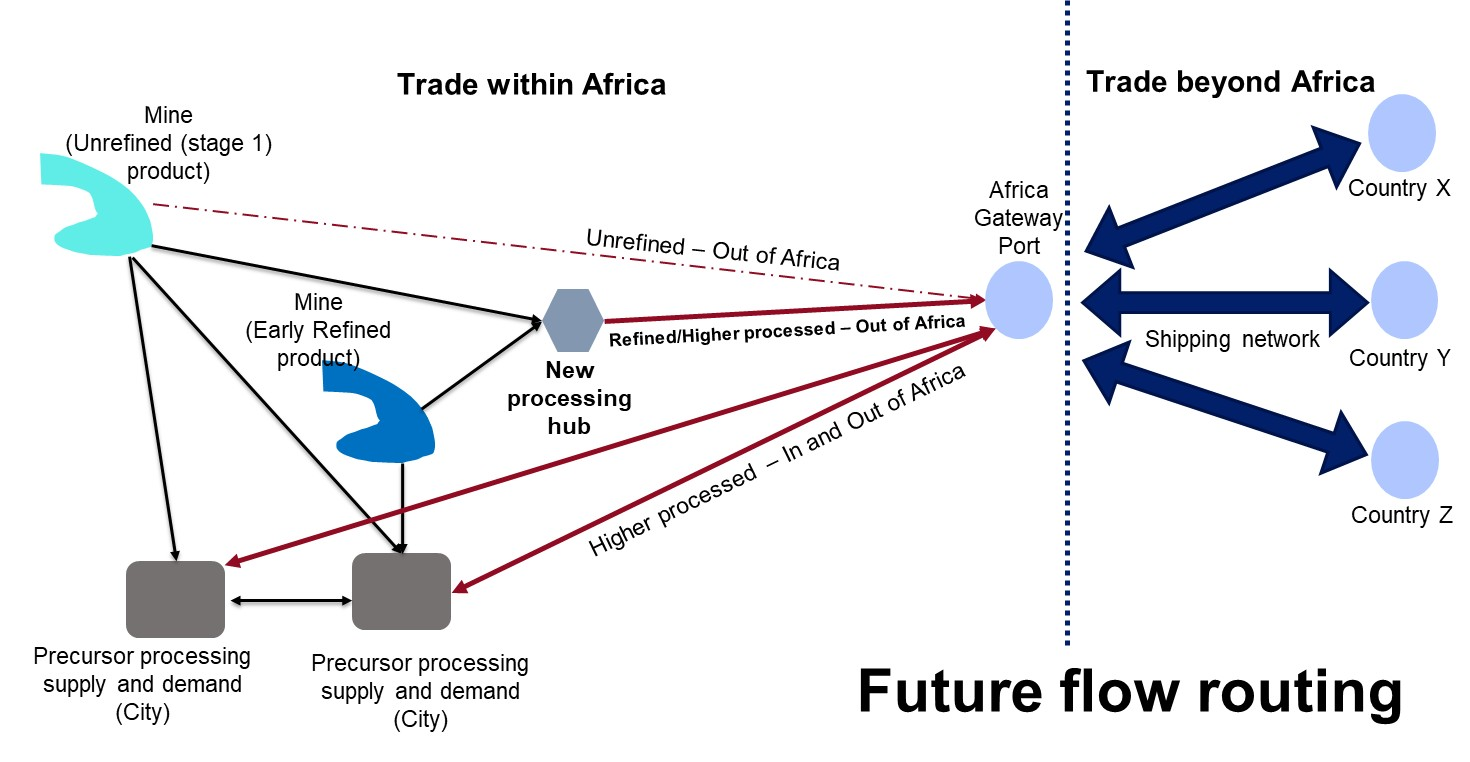 Trade within Africa
Trade beyond Africa
Mine
(Unrefined (stage 1)
product)
Africa
Gateway
Port
Country X
Unrefined – Out of Africa
Mine
(Early Refined
product)
Refined/Higher processed – Out of Africa
Shipping network
Country Y
New
processing
hub
Higher processed – In and Out of Africa
Country Z
Precursor processing
supply and demand
(City)
Precursor processing
supply and demand
(City)
Future flow routing